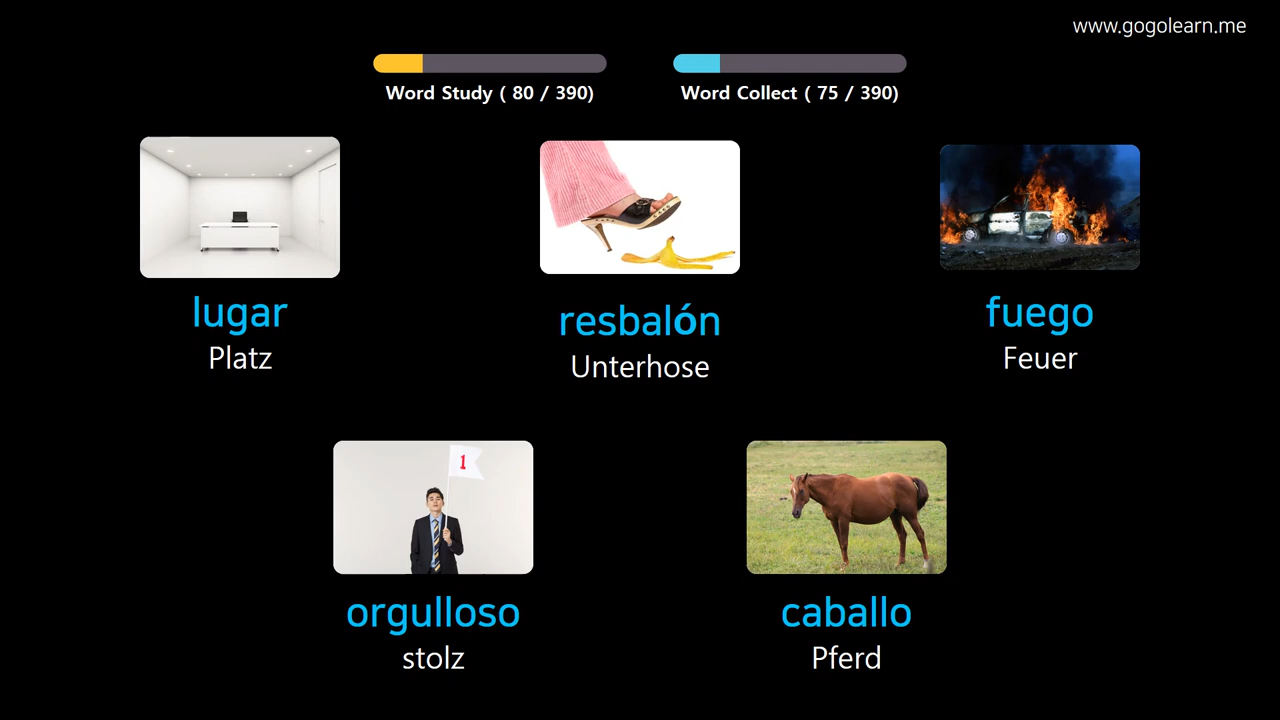 www.gogolearn.me
Word Study ( 80 / 390)
Word Collect ( 75 / 390)
lugar
Platz
resbalón
Unterhose
fuego
Feuer
1
orgulloso
stolz
caballo
Pferd